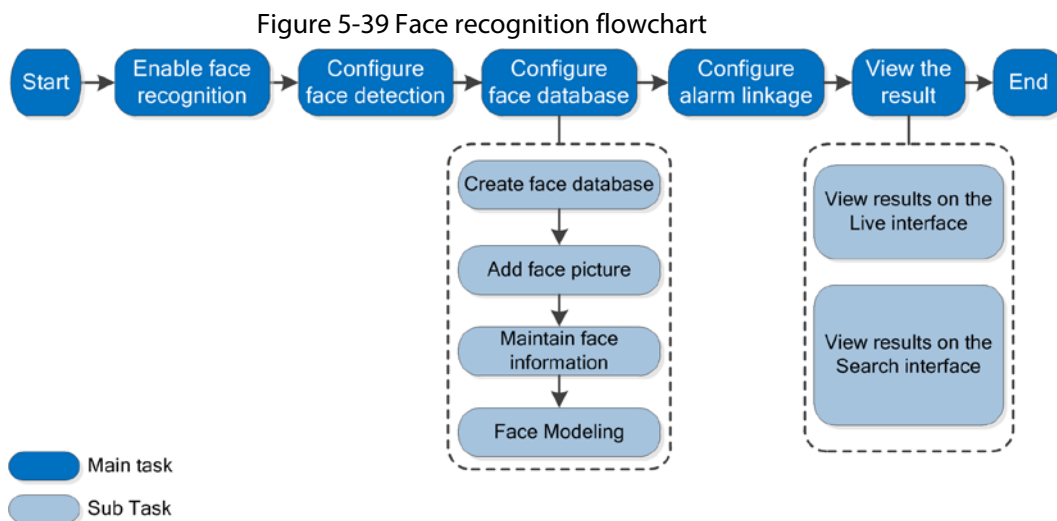 Figure 5-39 Face recognition flowchart
Start
Enable face
recognition
Configure
face detection
Configure
face database
Configure
alarm linkage
View the
result
End
Create face database
Add face picture
Maintain face
information
Face Modeling
View results on the
Live interface
View results on the
Search interface
Main task
Sub Task